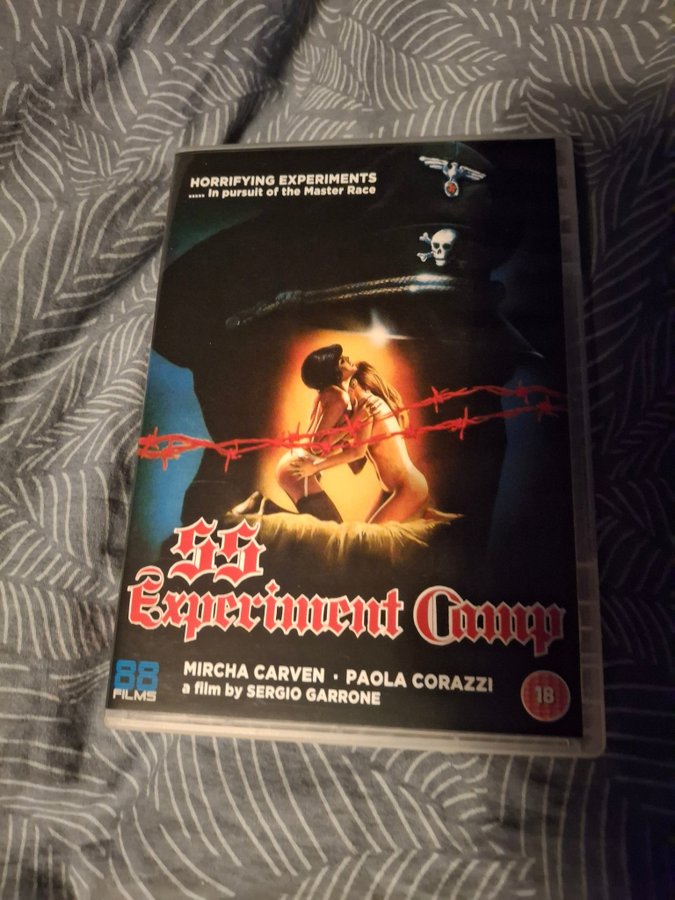 HORRIFYING EXPERIMENTS
..... in pursuit of the Master Race
SS
Experiment Camp
MIRCHA CARVEN · PAOLA CORAZZI
a film by SERGIO GARRONE
88
FILMS
18